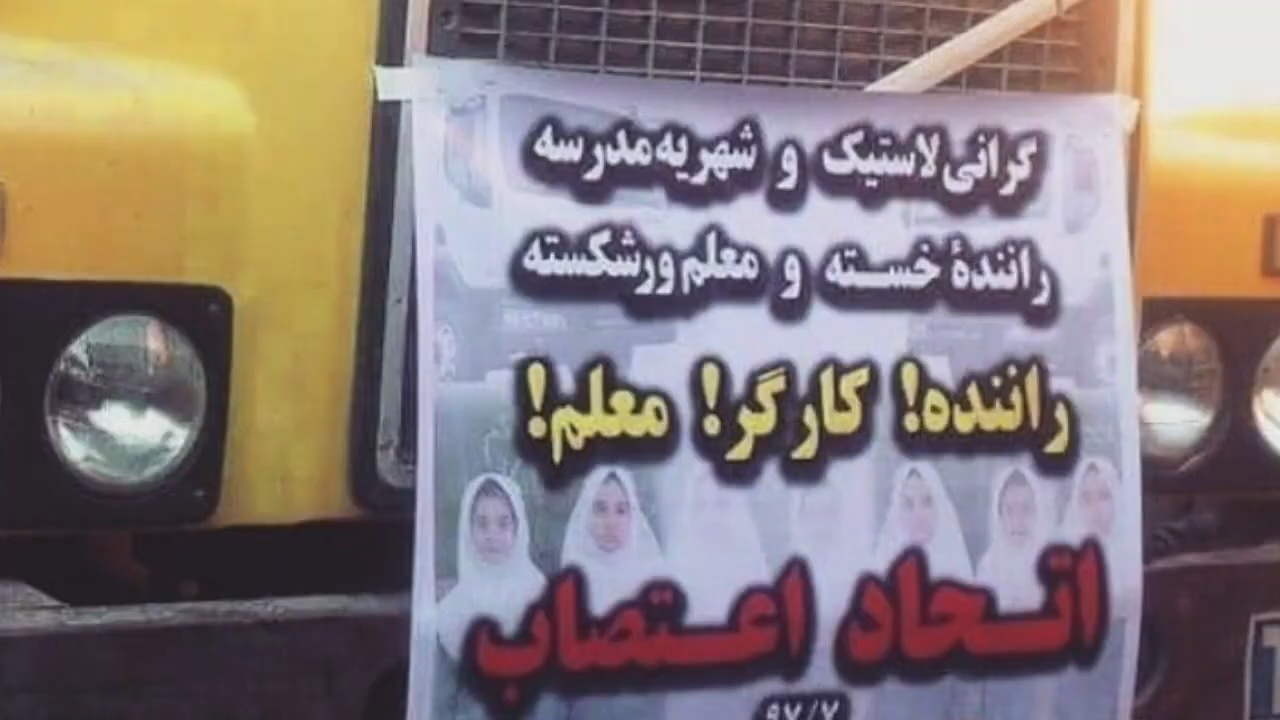 گرانی لاستیک و شهریه مدرسه
رانندهٔ خسته و معلم ورشکسته
راننده! کارگر! معلم!
اتحاد اعتصاب
۹۷/۷